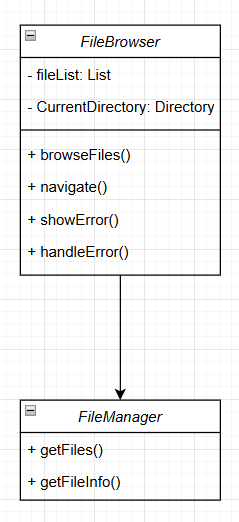 FileBrowser
- fileList: List
- CurrentDirectory: Directory
+ browseFiles()
+ navigate()
+ showError()
+ handleError()
FileManager
+ getFiles()
+ getFileInfo()